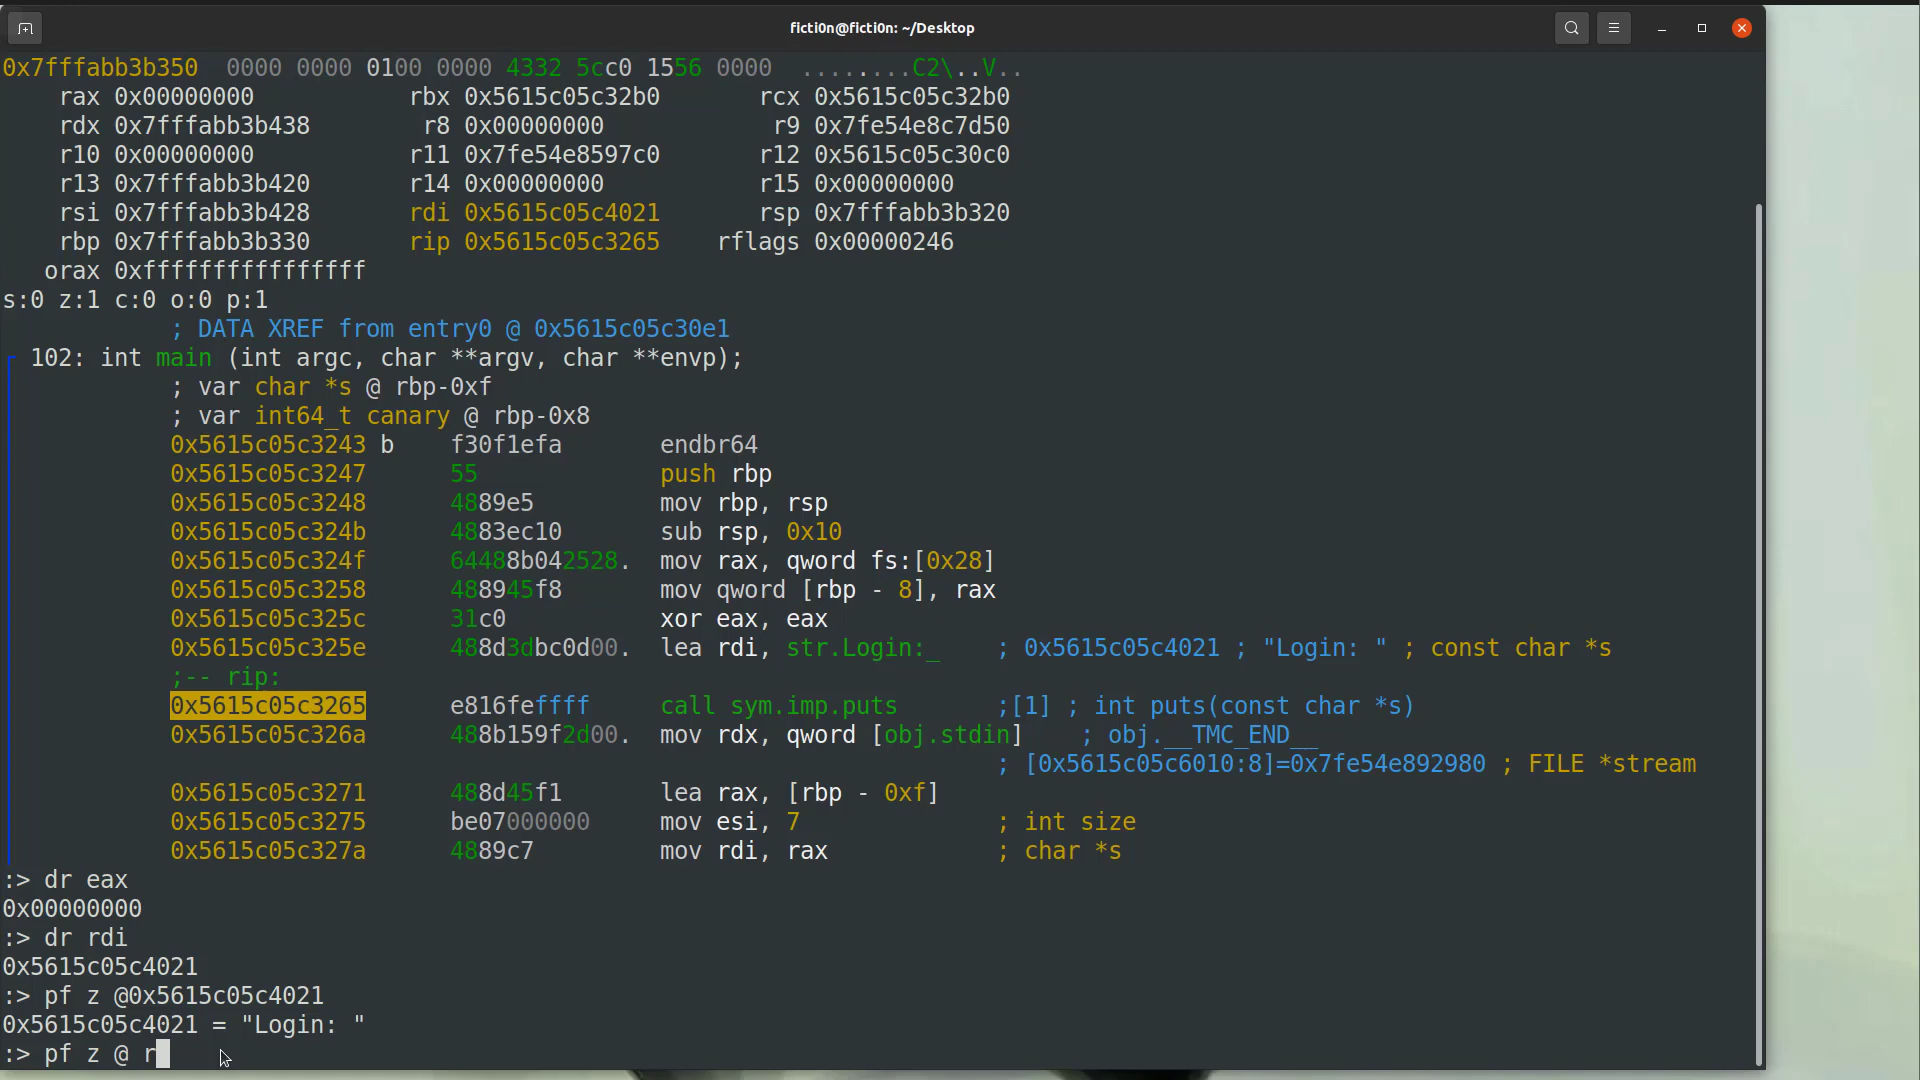 ficti0n@ficti0n: ~/Desktop
0x7fffabb3b350  0000 0000 0100 0000 4332 5cc0 1556 0000  ........C2\..V..
rax 0x00000000  rbx 0x5615c05c32b0  rcx 0x5615c05c32b0
rdx 0x7fffabb3b438  r8 0x00000000  r9 0x7fe54e8c7d50
r10 0x00000000  r11 0x7fe54e8597c0  r12 0x5615c05c30c0
r13 0x7fffabb3b420  r14 0x00000000  r15 0x00000000
rsi 0x7fffabb3b428  rdi 0x5615c05c4021  rsp 0x7fffabb3b320
rbp 0x7fffabb3b330  rip 0x5615c05c3265  rflags 0x00000246
orax 0xffffffffffffffff
s:0 z:1 c:0 o:0 p:1
; DATA XREF from entry0 @ 0x5615c05c30e1
102: int main (int argc, char **argv, char **envp);
; var char *s @ rbp-0xf
; var int64_t canary @ rbp-0x8
0x5615c05c3243 b    f30f1efa       endbr64
0x5615c05c3247      55             push rbp
0x5615c05c3248      4889e5         mov rbp, rsp
0x5615c05c324b      4883ec10       sub rsp, 0x10
0x5615c05c324f      64488b042528.  mov rax, qword fs:[0x28]
0x5615c05c3258      488945f8       mov qword [rbp - 8], rax
0x5615c05c325c      31c0           xor eax, eax
0x5615c05c325e      488d3dbc0d00.  lea rdi, str.Login:_    ; 0x5615c05c4021 ; "Login: " ; const char *s
;-- rip:
0x5615c05c3265      e816feffff     call sym.imp.puts       ;[1] ; int puts(const char *s)
0x5615c05c326a      488b159f2d00.  mov rdx, qword [obj.stdin]    ; obj.__TMC_END__
; [0x5615c05c6010:8]=0x7fe54e892980 ; FILE *stream
0x5615c05c3271      488d45f1       lea rax, [rbp - 0xf]
0x5615c05c3275      be07000000     mov esi, 7              ; int size
0x5615c05c327a      4889c7         mov rdi, rax            ; char *s
:> dr eax
0x00000000
:> dr rdi
0x5615c05c4021
:> pf z @0x5615c05c4021
0x5615c05c4021 = "Login: "
:> pf z @ r